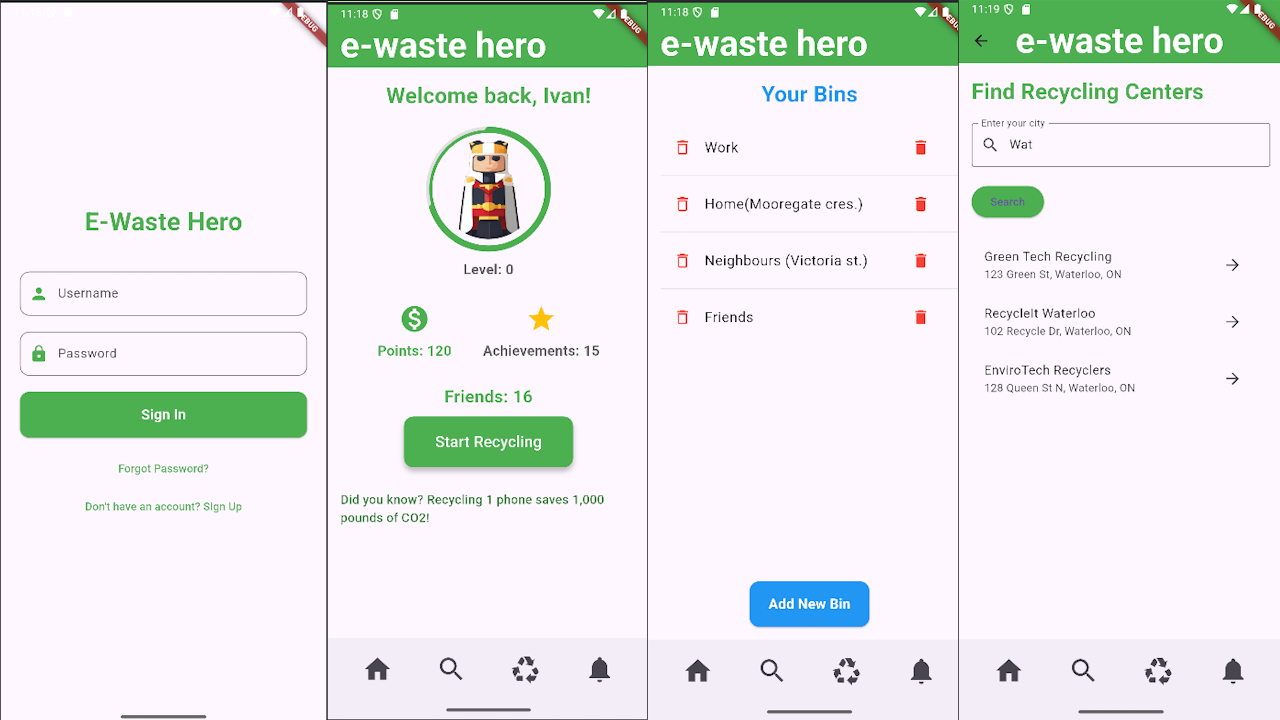 DEBUG
E-Waste Hero
Username
Password
Sign In
Forgot Password?
Don't have an account? Sign Up
11:18
DEBUG
e-waste hero
Welcome back, Ivan!
Level: 0
$
Points: 120
Achievements: 15
Friends: 16
Start Recycling
Did you know? Recycling 1 phone saves 1,000
pounds of CO2!
11:18
DEBUG
e-waste hero
Your Bins
Work
Home(Mooregate cres.)
Neighbours (Victoria st.)
Friends
Add New Bin
11:19
DEBUG
e-waste hero
Find Recycling Centers
Enter your city
Wat
Search
Green Tech Recycling
123 Green St, Waterloo, ON
RecycleIt Waterloo
102 Recycle Dr, Waterloo, ON
EnviroTech Recyclers
128 Queen St N, Waterloo, ON